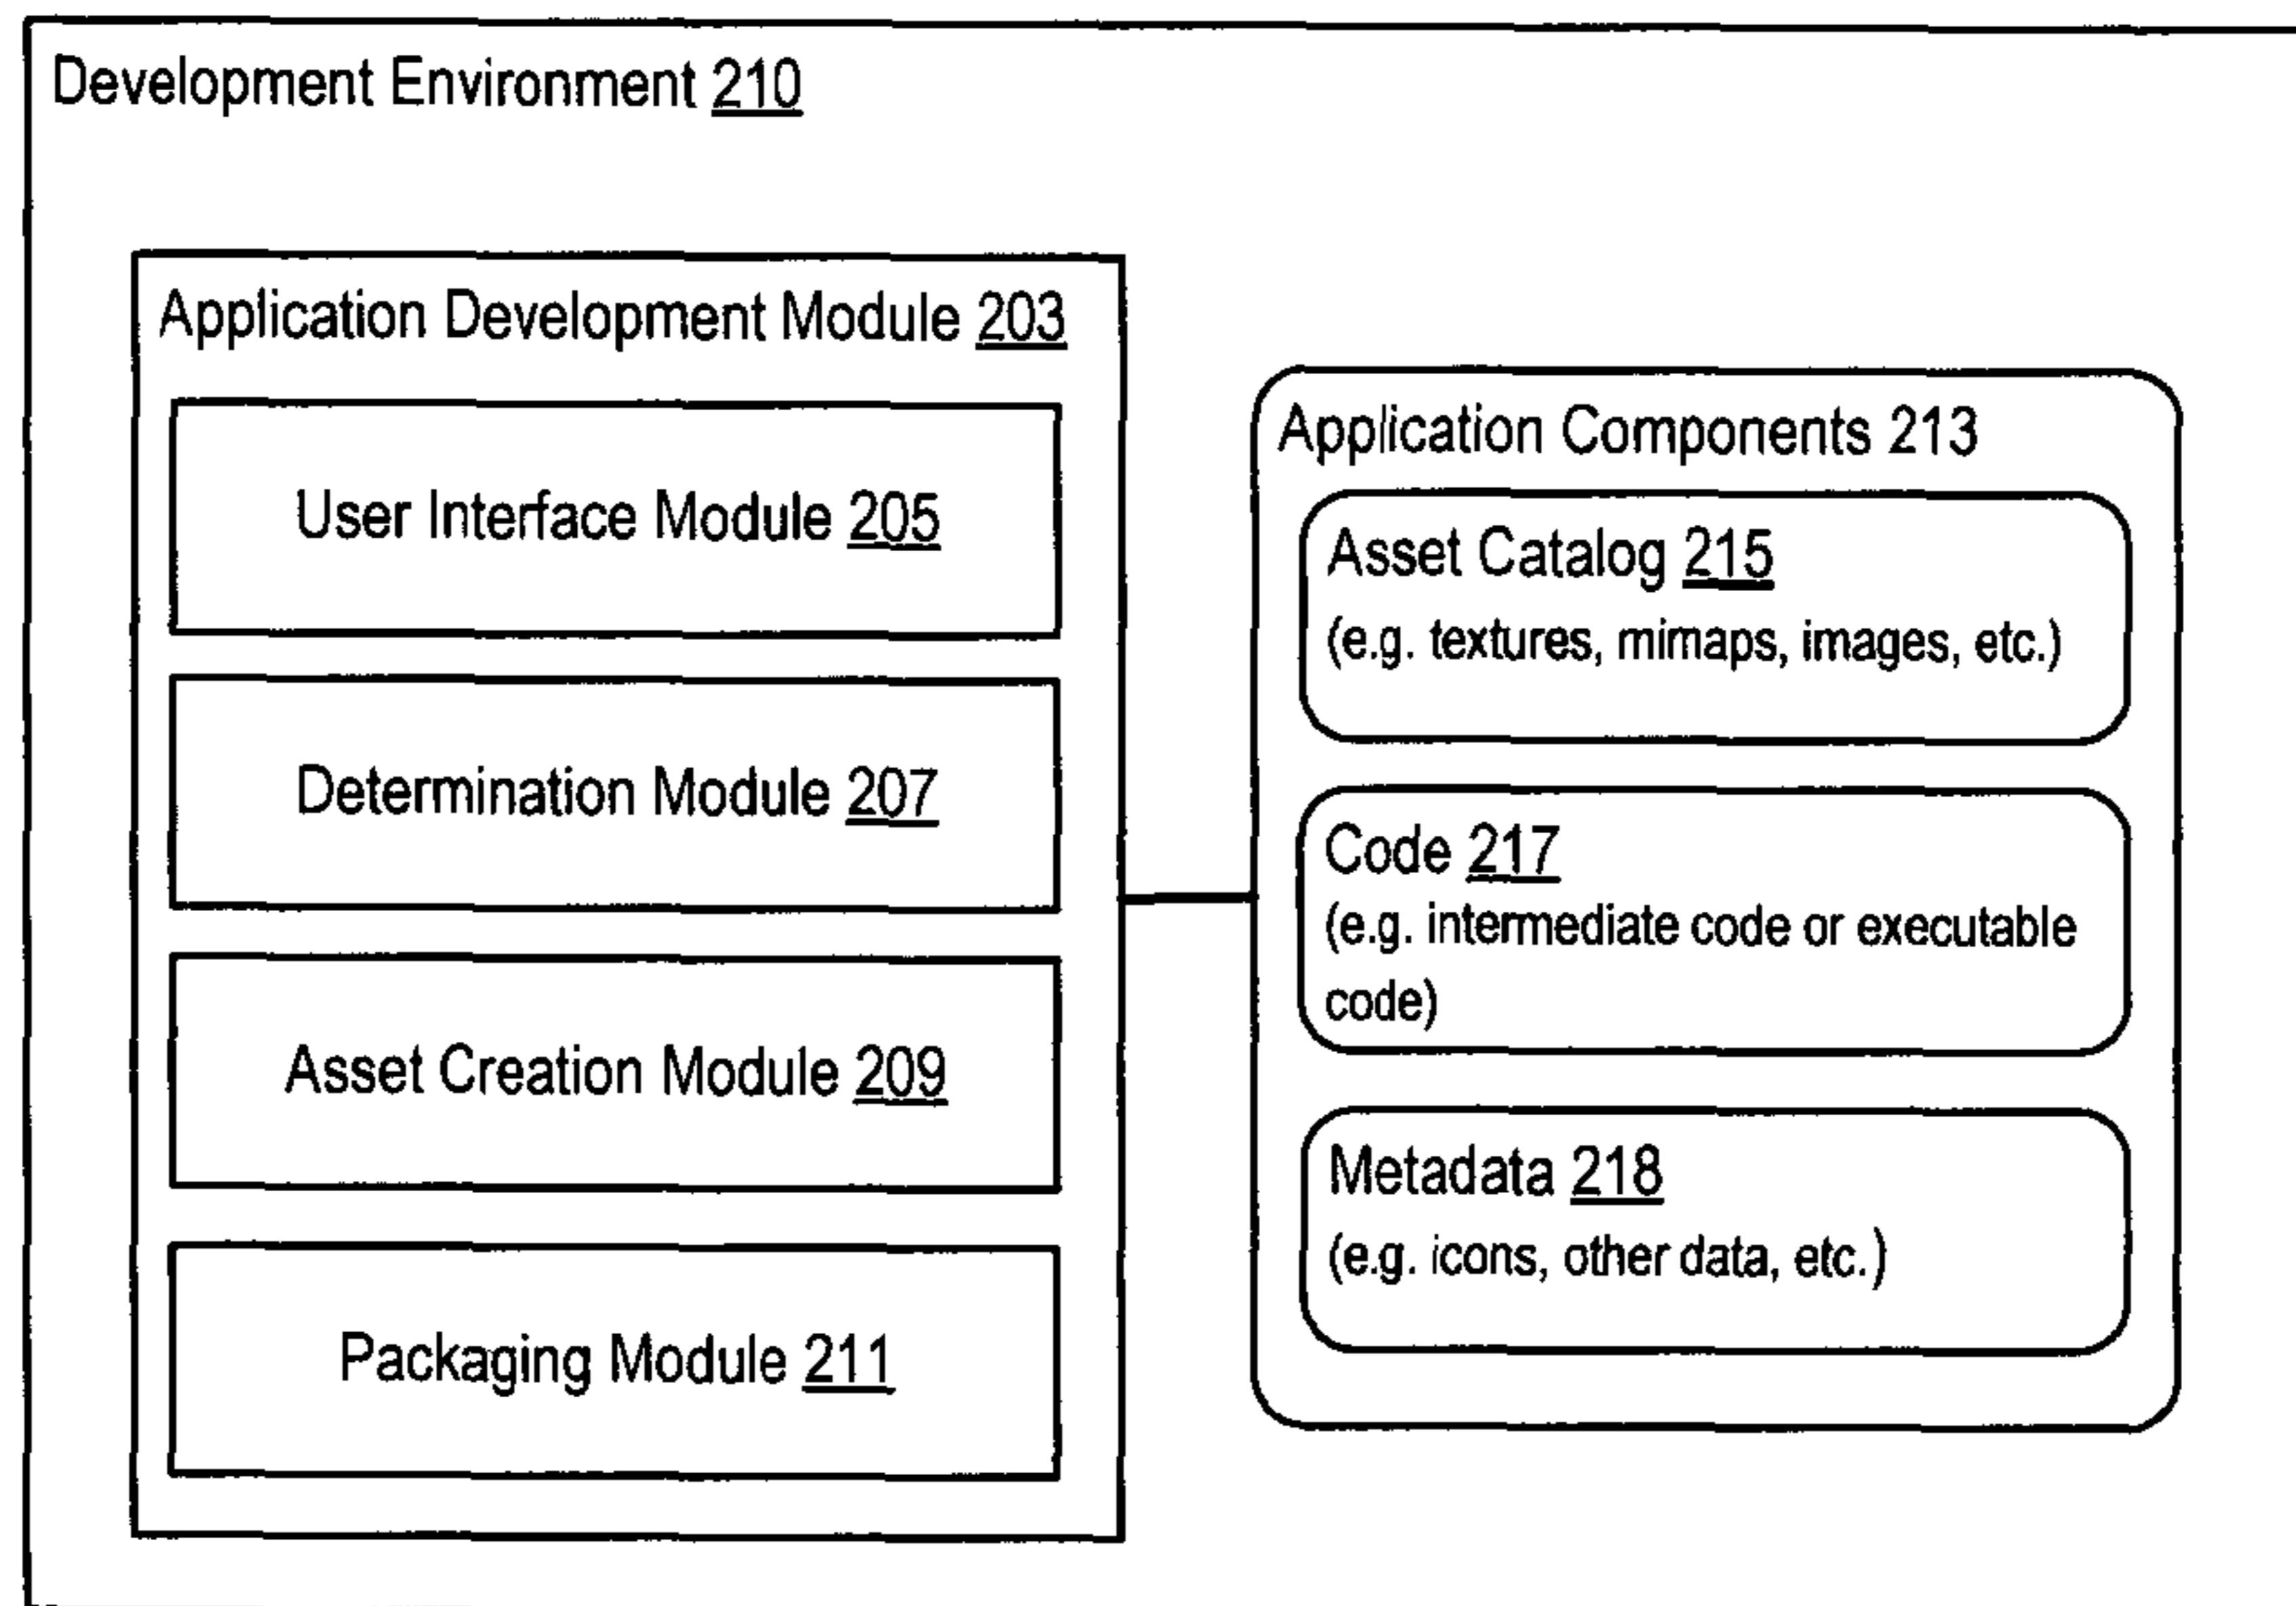 Development Environment 210
Application Development Module 203
User Interface Module 205
Determination Module 207
Asset Creation Module 209
Packaging Module 211
Application Components 213
Asset Catalog 215
(e.g. textures, mimaps, images, etc.)
Code 217
(e.g. intermediate code or executable
code)
Metadata 218
(e.g. icons, other data, etc.)